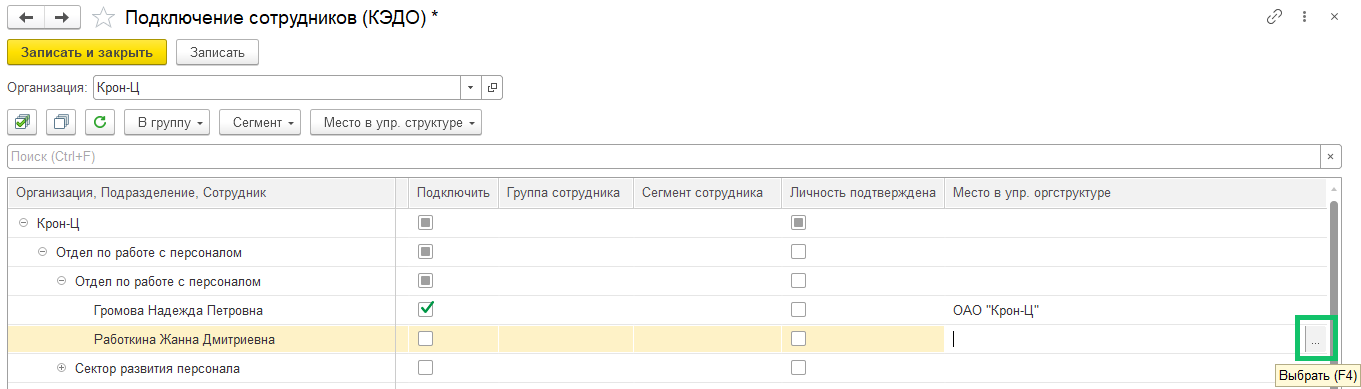 Подключение сотрудников (КЭДО) *
Записать и закрыть Записать
Организация: Крон-Ц
В группу Сегмент Место в упр. структуре
Поиск (Ctrl+F)
Организация, Подразделение, Сотрудник Подключить Группа сотрудника Сегмент сотрудника Личность подтверждена Место в упр. оргструктуре
Крон-Ц
Отдел по работе с персоналом
Отдел по работе с персоналом
Громова Надежда Петровна ОАО "Крон-Ц"
Работкина Жанна Дмитриевна ...
Сектор развития персонала
Выбрать (F4)